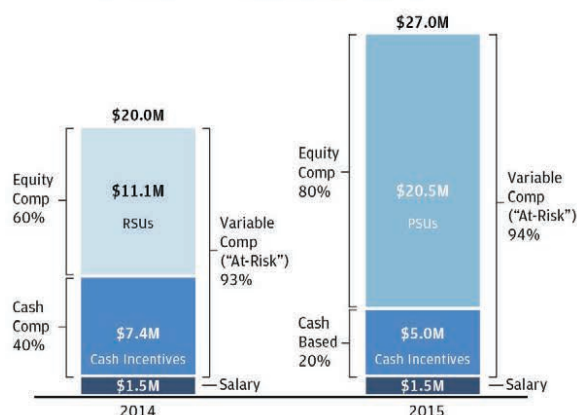 $27.0M
$20.0M
Equity
Comp
60%
$11.1M
RSUs
Variable
Comp
(“At-Risk”)
93%
Cash
Comp
40%
$7.4M
Cash Incentives
$1.5M
Salary
2014
Equity
Comp
80%
$20.5M
PSUs
Variable
Comp
(“At-Risk”)
94%
Cash
Based
20%
$5.0M
Cash Incentives
$1.5M
Salary
2015